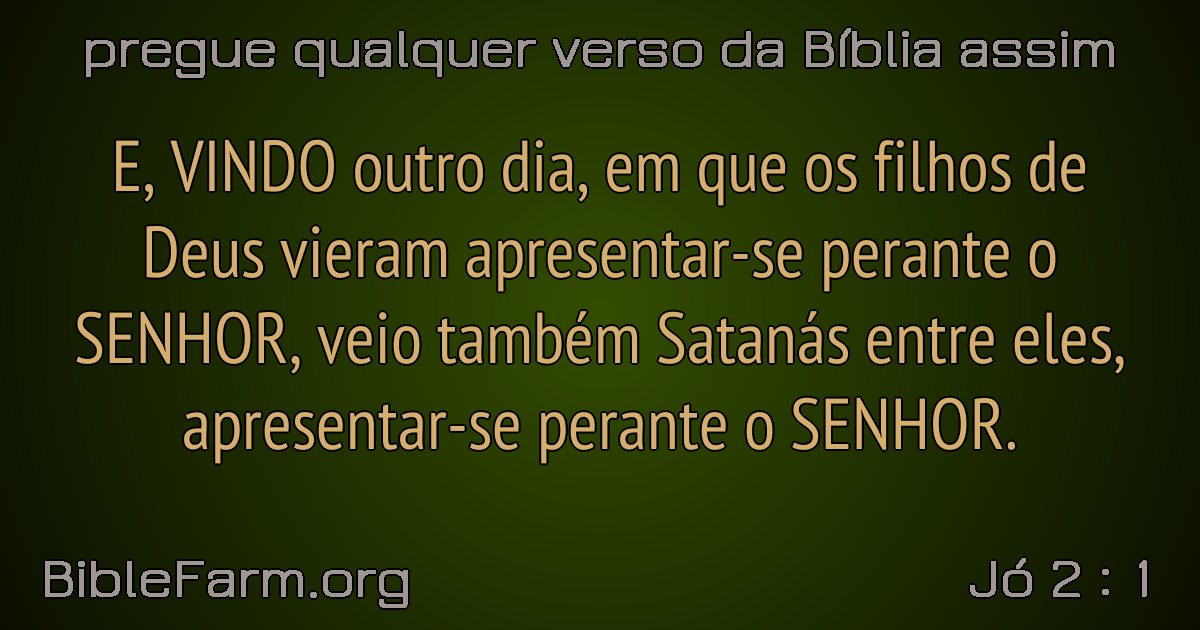 pregue qualquer verso da Bíblia assim
E, VINDO outro dia, em que os filhos de
Deus vieram apresentar-se perante o
SENHOR, veio também Satanás entre eles,
apresentar-se perante o SENHOR.
BibleFarm.org
Jó 2 : 1